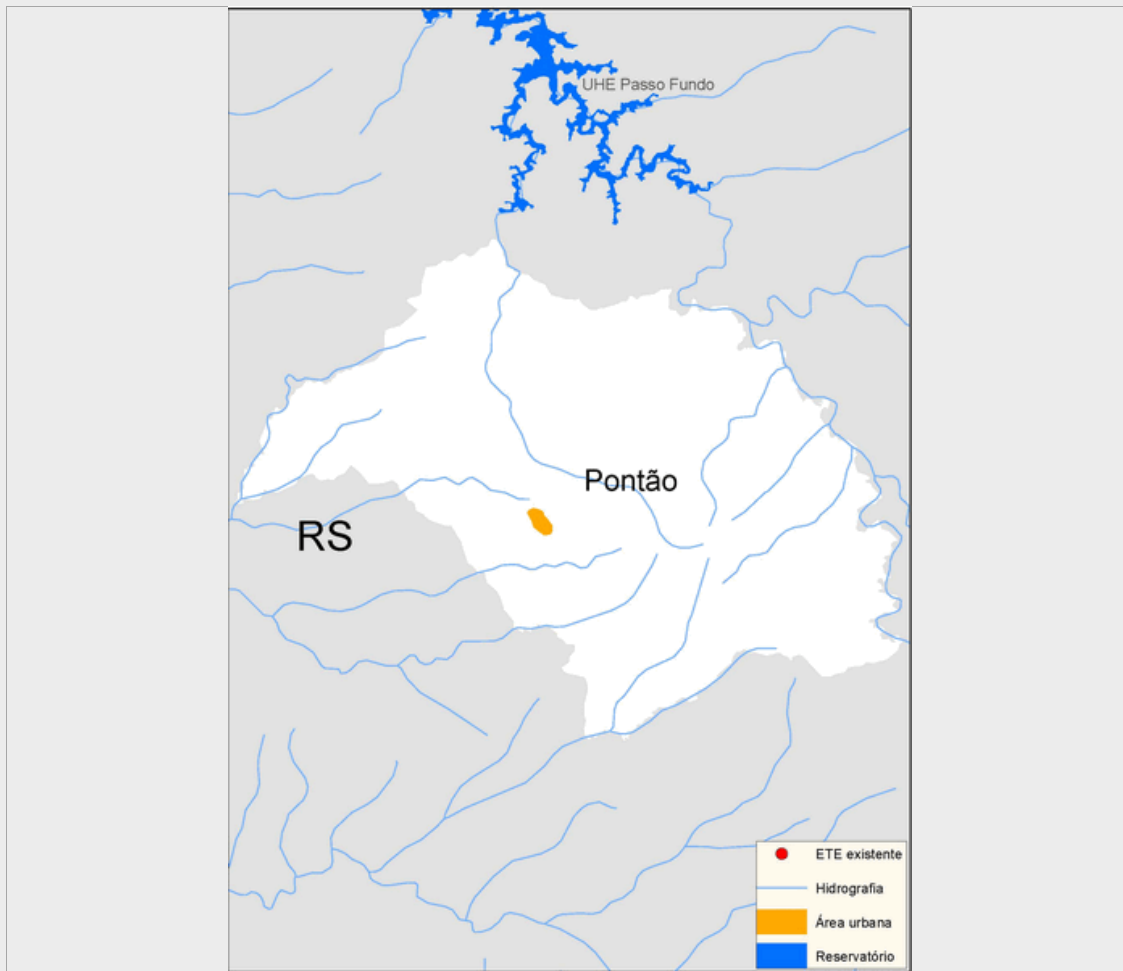 UHE Passo Fundo
Pontão
RS
ETE existente
Hidrografia
Área urbana
Reservatório